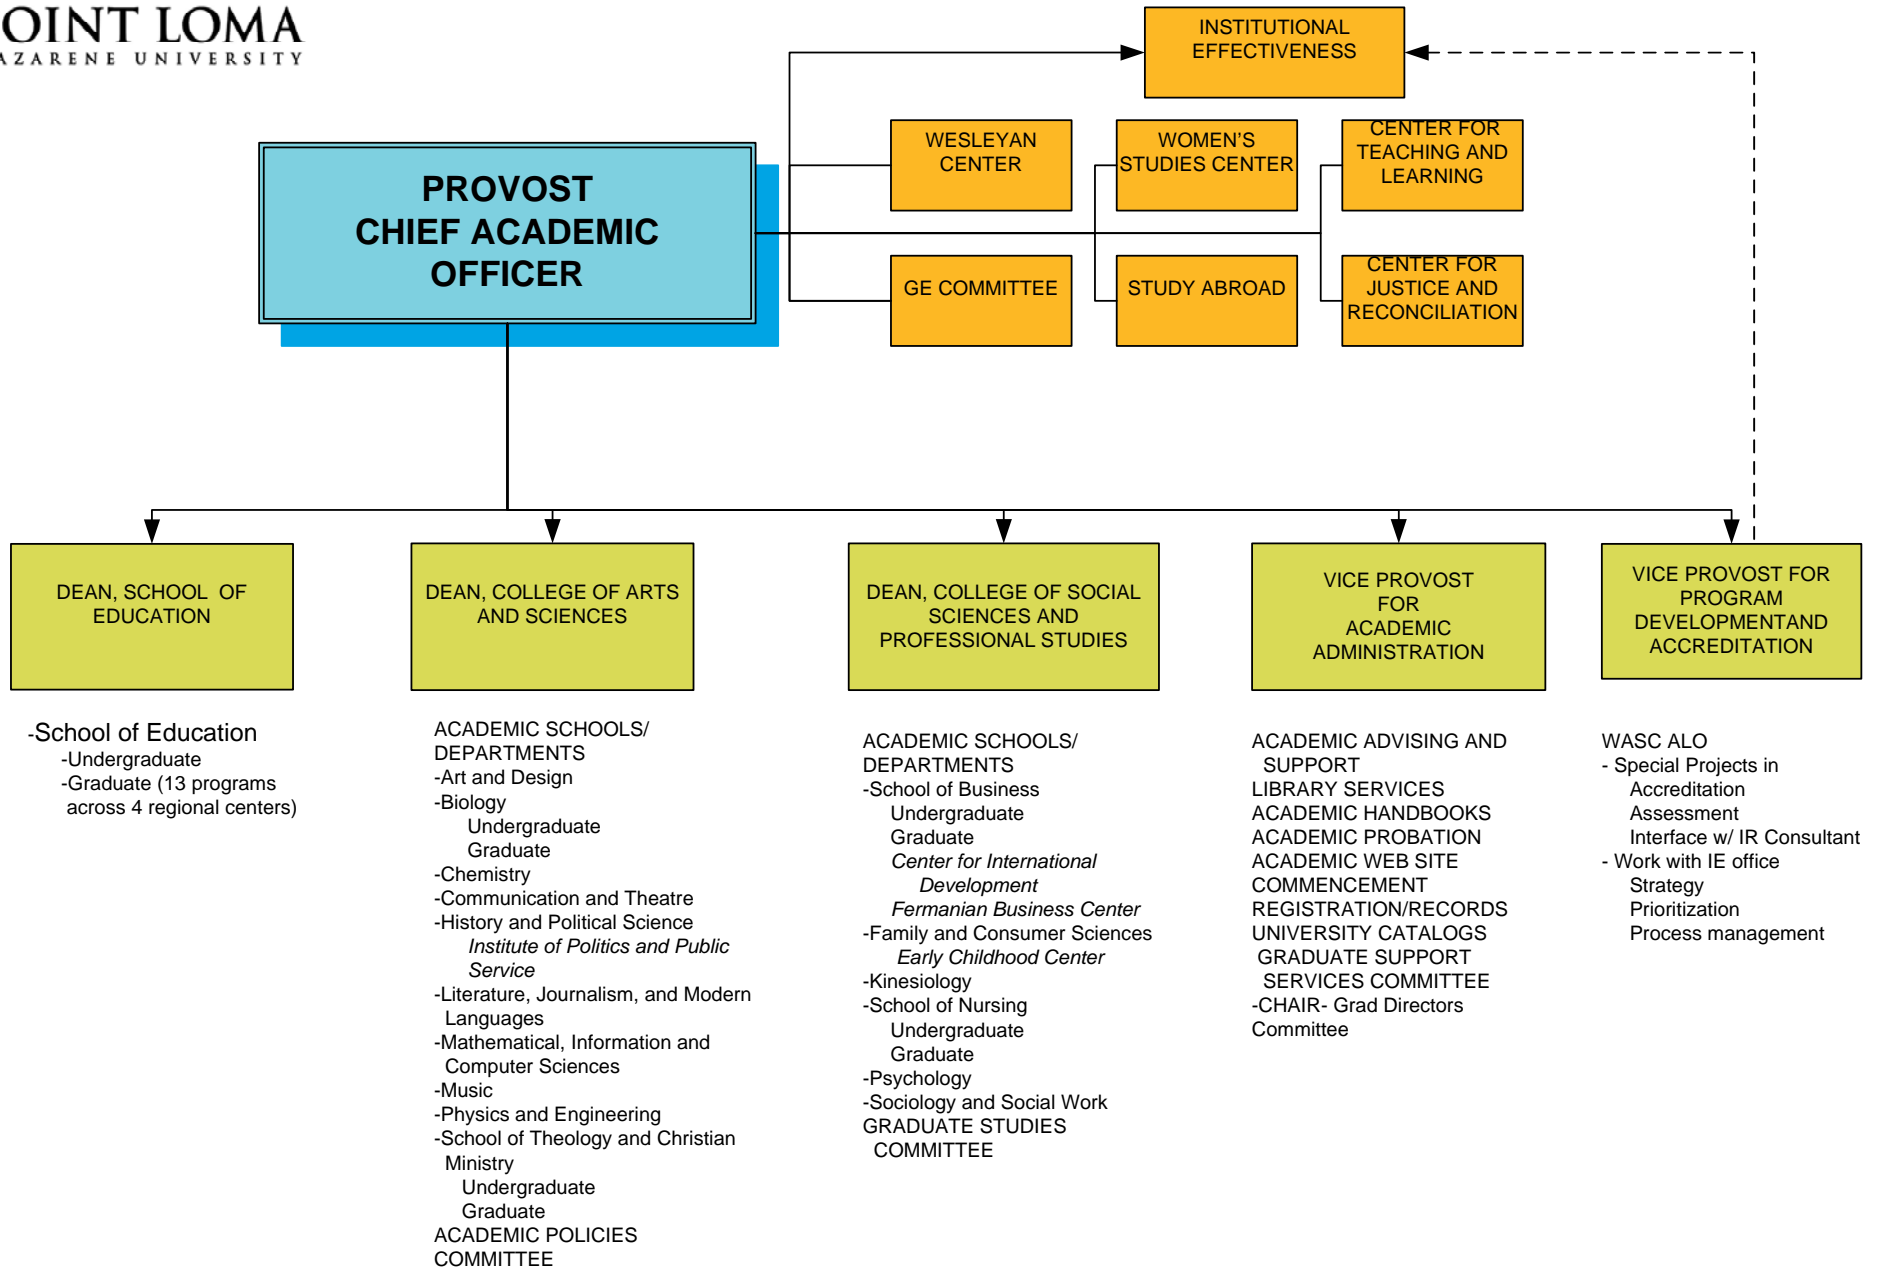 OINT LOMA
AZARENE UNIVERSITY
INSTITUTIONAL
EFFECTIVENESS
WESLEYAN
CENTER
WOMEN'S
STUDIES CENTER
CENTER FOR
TEACHING AND
LEARNING
PROVOST
CHIEF ACADEMIC
OFFICER
GE COMMITTEE
STUDY ABROAD
CENTER FOR
JUSTICE AND
RECONCILIATION
DEAN, SCHOOL OF
EDUCATION
DEAN, COLLEGE OF ARTS
AND SCIENCES
DEAN, COLLEGE OF SOCIAL
SCIENCES AND
PROFESSIONAL STUDIES
VICE PROVOST
FOR
ACADEMIC
ADMINISTRATION
VICE PROVOST FOR
PROGRAM
DEVELOPMENTAND
ACCREDITATION
-School of Education
-Undergraduate
-Graduate (13 programs
across 4 regional centers)
ACADEMIC SCHOOLS/
DEPARTMENTS
-Art and Design
-Biology
Undergraduate
Graduate
-Chemistry
-Communication and Theatre
-History and Political Science
Institute of Politics and Public
Service
-Literature, Journalism, and Modern
Languages
-Mathematical, Information and
Computer Sciences
-Music
-Physics and Engineering
-School of Theology and Christian
Ministry
Undergraduate
Graduate
ACADEMIC POLICIES
COMMITTEE
ACADEMIC SCHOOLS/
DEPARTMENTS
-School of Business
Undergraduate
Graduate
Center for International
Development
Fermanian Business Center
-Family and Consumer Sciences
Early Childhood Center
-Kinesiology
-School of Nursing
Undergraduate
Graduate
-Psychology
-Sociology and Social Work
GRADUATE STUDIES
COMMITTEE
ACADEMIC ADVISING AND
SUPPORT
LIBRARY SERVICES
ACADEMIC HANDBOOKS
ACADEMIC PROBATION
ACADEMIC WEB SITE
COMMENCEMENT
REGISTRATION/RECORDS
UNIVERSITY CATALOGS
GRADUATE SUPPORT
SERVICES COMMITTEE
-CHAIR- Grad Directors
Committee
WASC ALO
- Special Projects in
Accreditation
Assessment
Interface w/ IR Consultant
- Work with IE office
Strategy
Prioritization
Process management